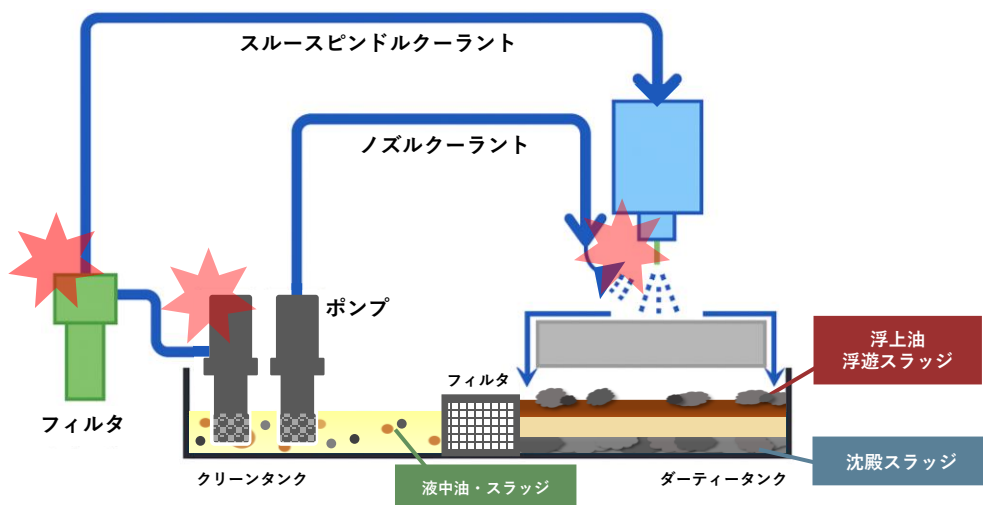 スルースピンドルクーラント
ノズルクーラント
ポンプ
浮上油
浮遊スラッジ
フィルタ
フィルタ
沈殿スラッジ
クリーンタンク
液中油・スラッジ
ダーティータンク